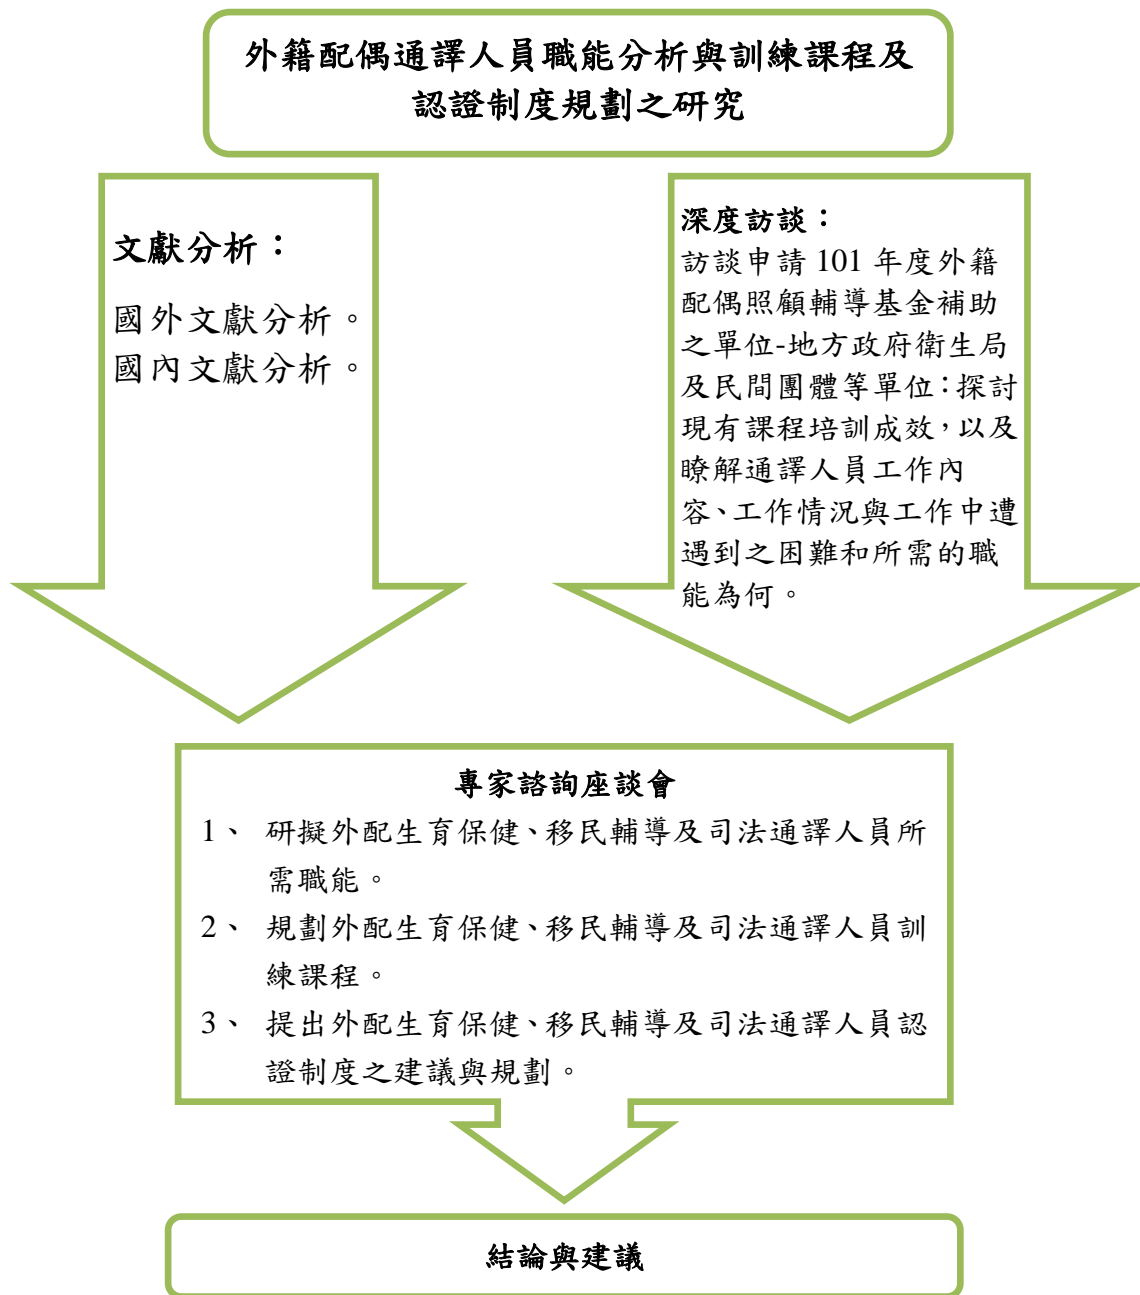 外籍配偶通譯人員職能分析與訓練課程及
認證制度規劃之研究
文獻分析：
國外文獻分析。
國內文獻分析。
深度訪談：
訪談申請 101 年度外籍
配偶照顧輔導基金補助
之單位-地方政府衛生局
及民間團體等單位：探討
現有課程培訓成效，以及
瞭解通譯人員工作內
容、工作情況與工作中遭
遇到之困難和所需的職
能為何。
專家諮詢座談會
1、 研擬外配生育保健、移民輔導及司法通譯人員所
需職能。
2、 規劃外配生育保健、移民輔導及司法通譯人員訓
練課程。
3、 提出外配生育保健、移民輔導及司法通譯人員認
證制度之建議與規劃。
結論與建議